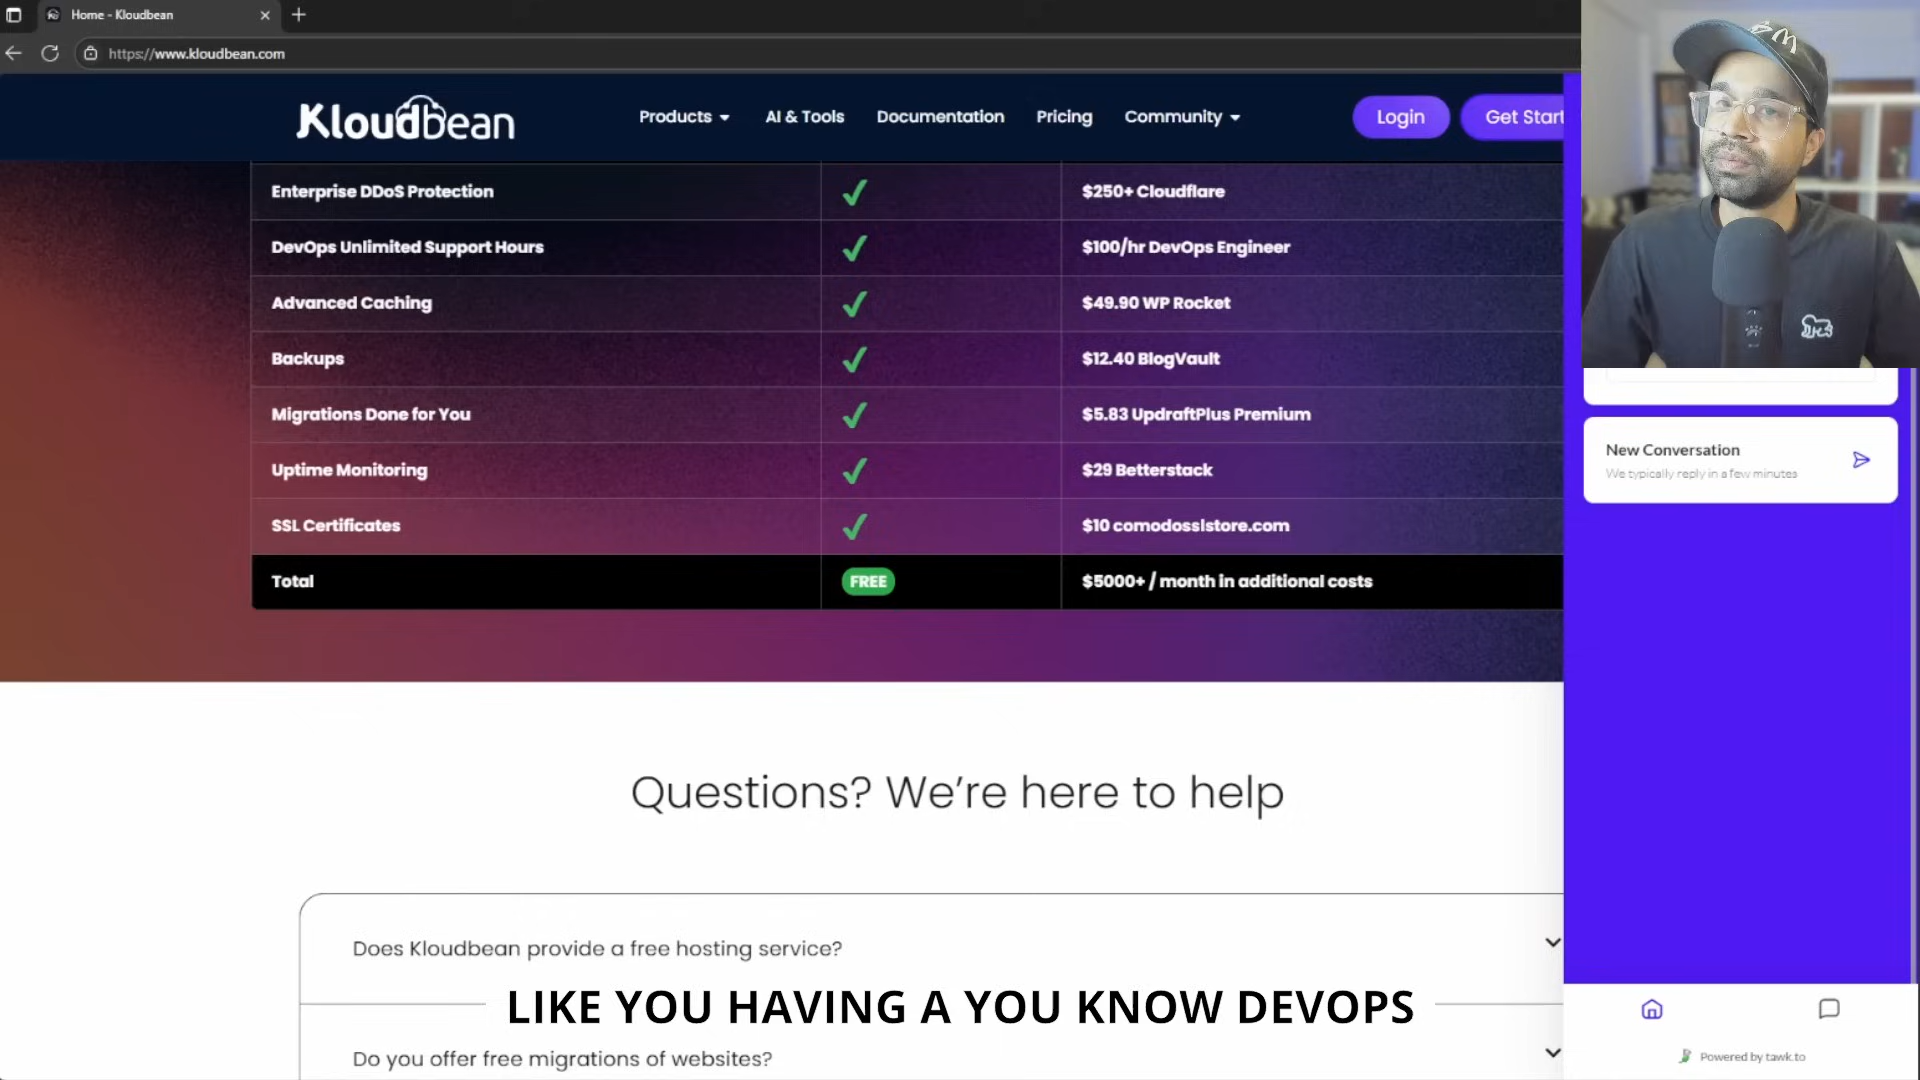 Home - Kloudbean
https://www.kloudbean.com
Kloudbean
Products
AI & Tools
Documentation
Pricing
Community
Login
Get Start
Enterprise DDoS Protection
$250+ Cloudflare
DevOps Unlimited Support Hours
$100/hr DevOps Engineer
Advanced Caching
$49.90 WP Rocket
Backups
$12.40 BlogVault
Migrations Done for You
$5.83 UpdraftPlus Premium
Uptime Monitoring
$29 Betterstack
SSL Certificates
$10 comodosslstore.com
Total
FREE
$5000+ / month in additional costs
New Conversation
We typically reply in a few minutes
Questions? We're here to help
Does Kloudbean provide a free hosting service?
LIKE YOU HAVING A YOU KNOW DEVOPS
Do you offer free migrations of websites?
Powered by tawk.to